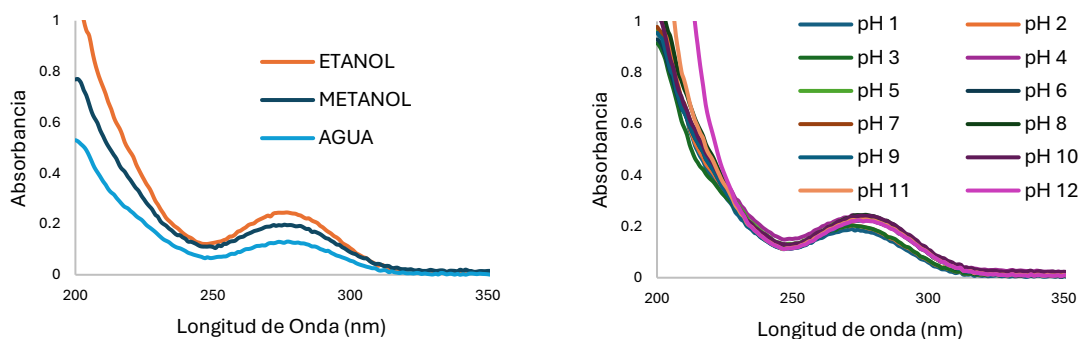 Absorbancia
1
0.8
0.6
0.4
0.2
0
200
250
300
350
Longitud de Onda (nm)
ETANOL
METANOL
AGUA
Absorbancia
1
0.8
0.6
0.4
0.2
0
200
250
300
350
Longitud de onda (nm)
pH 1
pH 2
pH 3
pH 4
pH 5
pH 6
pH 7
pH 8
pH 9
pH 10
pH 11
pH 12